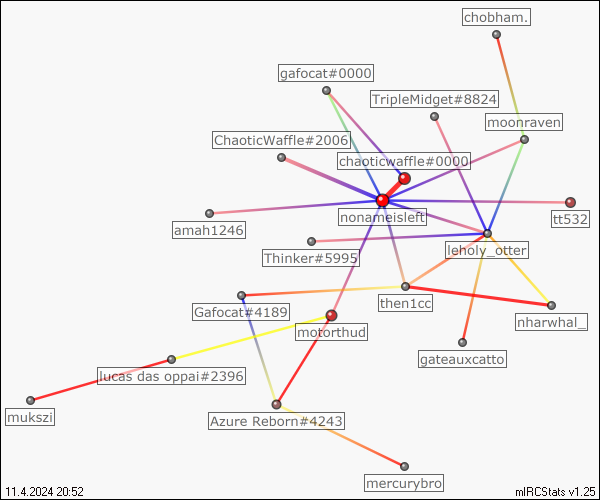 chobham.
gafocat#0000
TripleMidget#8824
moonraven
ChaoticWaffle#2006
chaoticwaffle#0000
nonameisleft
tt532
amah1246
leholy_otter
Thinker#5995
then1cc
Gafocat#4189
nharwhal_
motorthud
gateauxcatto
lucas das oppai#2396
mukszi
Azure Reborn#4243
mercurybro
11.4.2024 20:52
mIRCStats v1.25